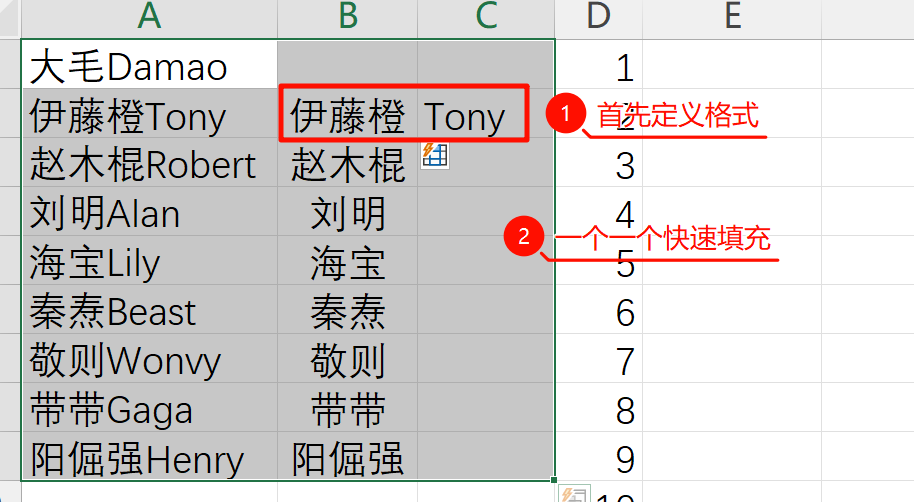 A B C D E
大毛Damao 1
伊藤橙Tony 伊藤橙 Tony 2 1 首先定义格式
赵木棍Robert 赵木棍 3
刘明Alan 刘明 4
2 一个一个快速填充
海宝Lily 海宝 5
秦焘Beast 秦焘 6
敬则Wonvy 敬则 7
带带Gaga 带带 8
阳倔强Henry 阳倔强 9
10